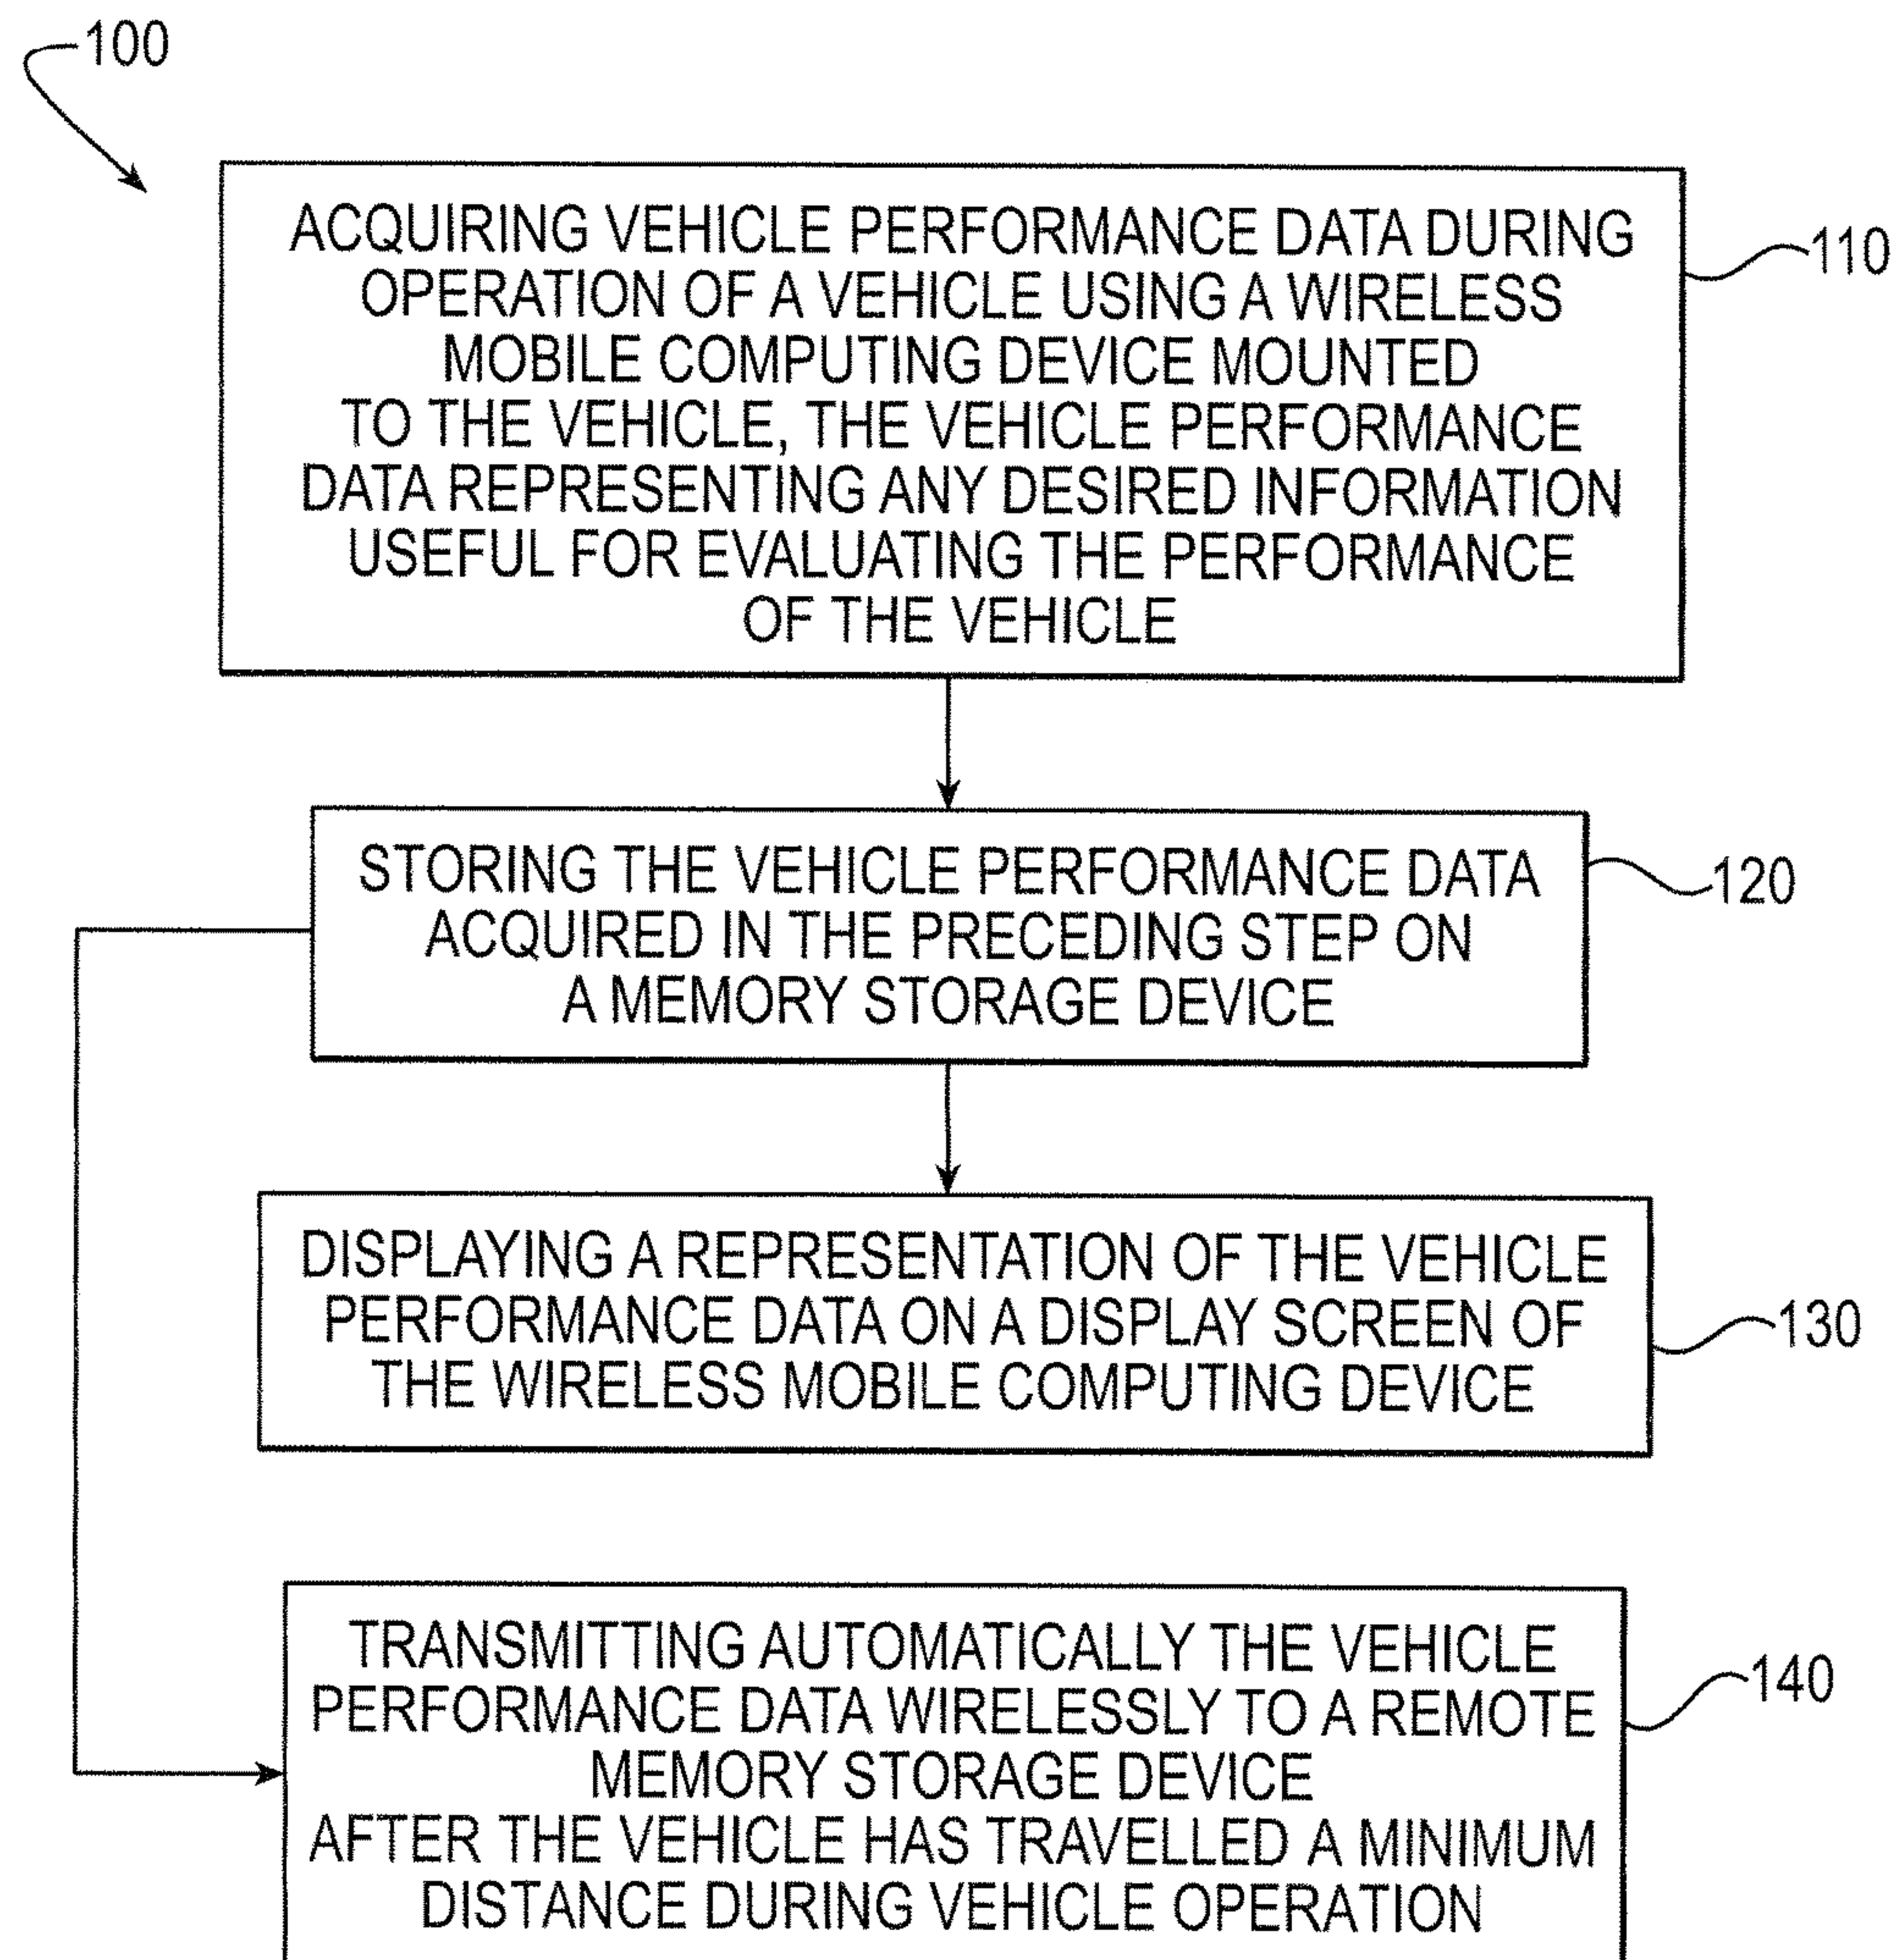 100
ACQUIRING VEHICLE PERFORMANCE DATA DURING
OPERATION OF A VEHICLE USING A WIRELESS
MOBILE COMPUTING DEVICE MOUNTED
TO THE VEHICLE, THE VEHICLE PERFORMANCE
DATA REPRESENTING ANY DESIRED INFORMATION
USEFUL FOR EVALUATING THE PERFORMANCE
OF THE VEHICLE
110
STORING THE VEHICLE PERFORMANCE DATA
ACQUIRED IN THE PRECEDING STEP ON
A MEMORY STORAGE DEVICE
120
DISPLAYING A REPRESENTATION OF THE VEHICLE
PERFORMANCE DATA ON A DISPLAY SCREEN OF
THE WIRELESS MOBILE COMPUTING DEVICE
130
TRANSMITTING AUTOMATICALLY THE VEHICLE
PERFORMANCE DATA WIRELESSLY TO A REMOTE
MEMORY STORAGE DEVICE
AFTER THE VEHICLE HAS TRAVELLED A MINIMUM
DISTANCE DURING VEHICLE OPERATION
140